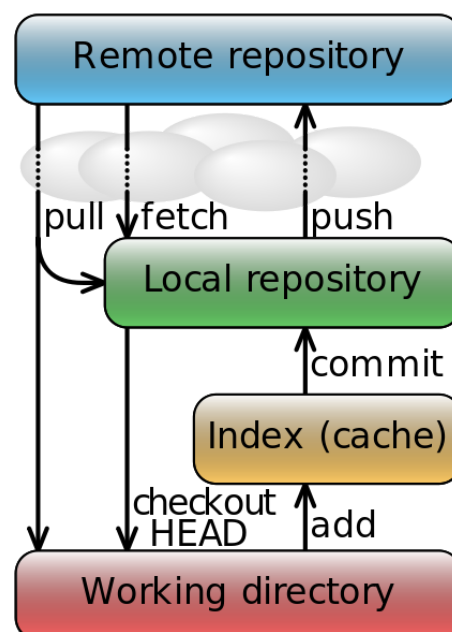 Remote repository
pull
fetch
push
Local repository
commit
Index (cache)
checkout
HEAD
add
Working directory